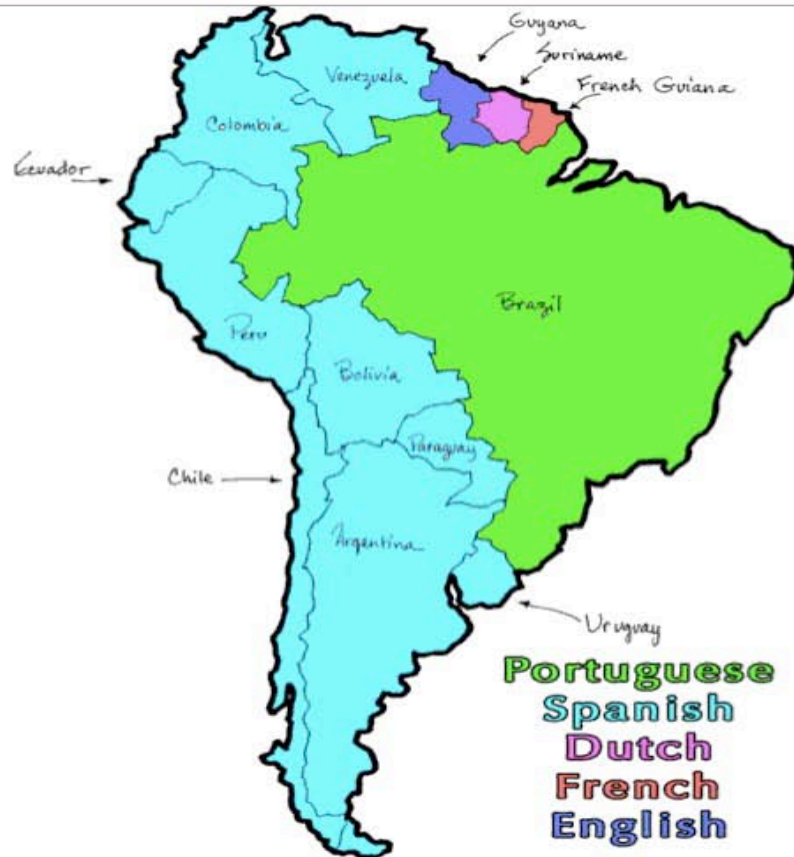 Guyana
Suriname
French Guiana
Venezuela
Colombia
Ecuador
Brazil
Peru
Bolivia
Paraguay
Chile
Argentina
Uruguay
Portuguese
Spanish
Dutch
French
English